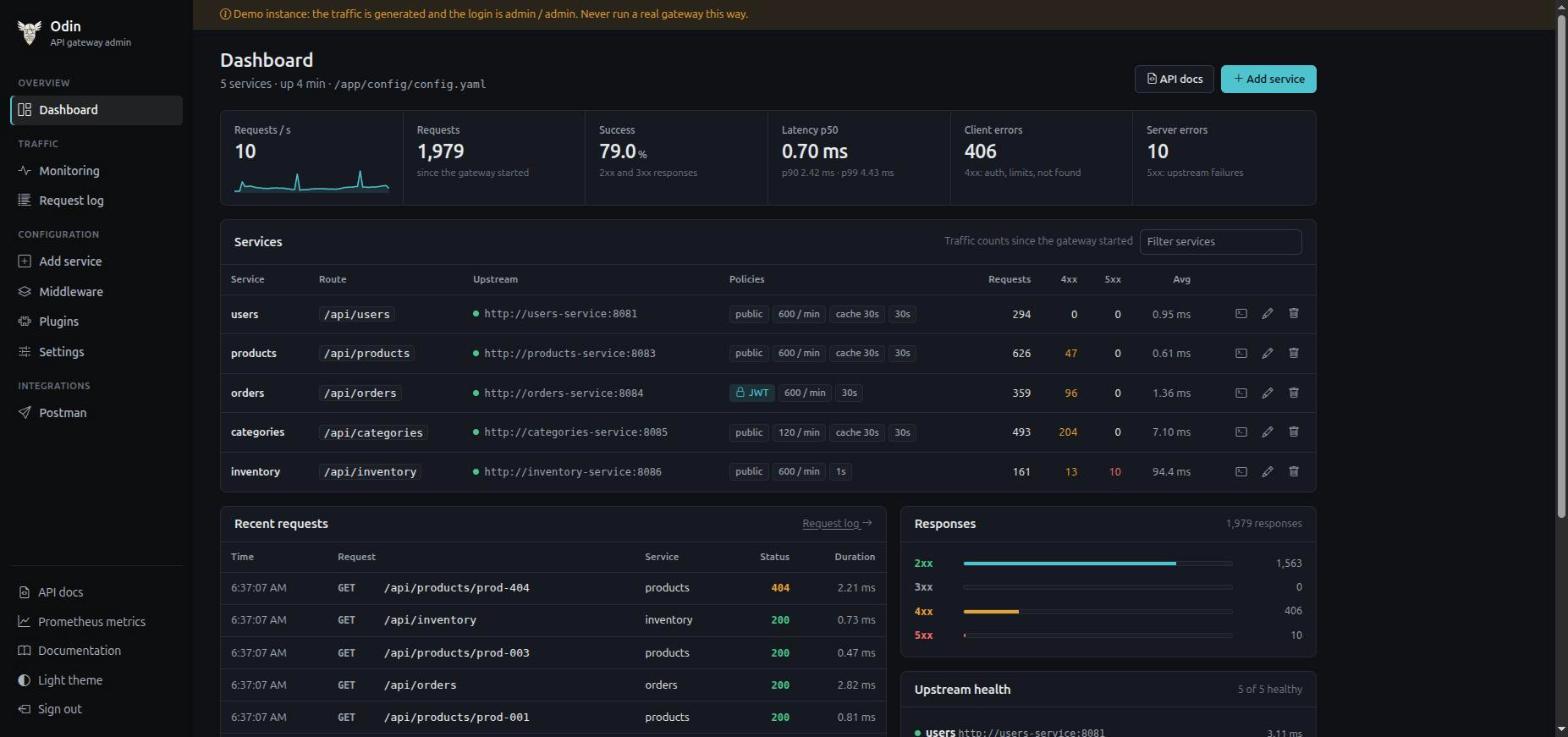 Odin
API gateway admin
OVERVIEW
Dashboard
TRAFFIC
Monitoring
Request log
CONFIGURATION
Add service
Middleware
Plugins
Settings
INTEGRATIONS
Postman
API docs
Prometheus metrics
Documentation
Light theme
Sign out
Demo instance: the traffic is generated and the login is admin / admin. Never run a real gateway this way.
Dashboard
5 services · up 4 min · /app/config/config.yaml
API docs
+ Add service
Requests / s
10
Requests
1,979
since the gateway started
Success
79.0 %
2xx and 3xx responses
Latency p50
0.70 ms
p90 2.42 ms · p99 4.43 ms
Client errors
406
4xx: auth, limits, not found
Server errors
10
5xx: upstream failures
Services
Traffic counts since the gateway started
Filter services
Service Route Upstream Policies Requests 4xx 5xx Avg
users /api/users http://users-service:8081 public 600 / min cache 30s 30s 294 0 0 0.95 ms
products /api/products http://products-service:8083 public 600 / min cache 30s 30s 626 47 0 0.61 ms
orders /api/orders http://orders-service:8084 JWT 600 / min 30s 359 96 0 1.36 ms
categories /api/categories http://categories-service:8085 public 120 / min cache 30s 30s 493 204 0 7.10 ms
inventory /api/inventory http://inventory-service:8086 public 600 / min 1s 161 13 10 94.4 ms
Recent requests
Request log →
Time Request Service Status Duration
6:37:07 AM GET /api/products/prod-404 products 404 2.21 ms
6:37:07 AM GET /api/inventory inventory 200 0.73 ms
6:37:07 AM GET /api/products/prod-003 products 200 0.47 ms
6:37:07 AM GET /api/orders orders 200 2.82 ms
6:37:07 AM GET /api/products/prod-001 products 200 0.81 ms
Responses
1,979 responses
2xx 1,563
3xx 0
4xx 406
5xx 10
Upstream health
5 of 5 healthy
users http://users-service:8081 3.11 ms